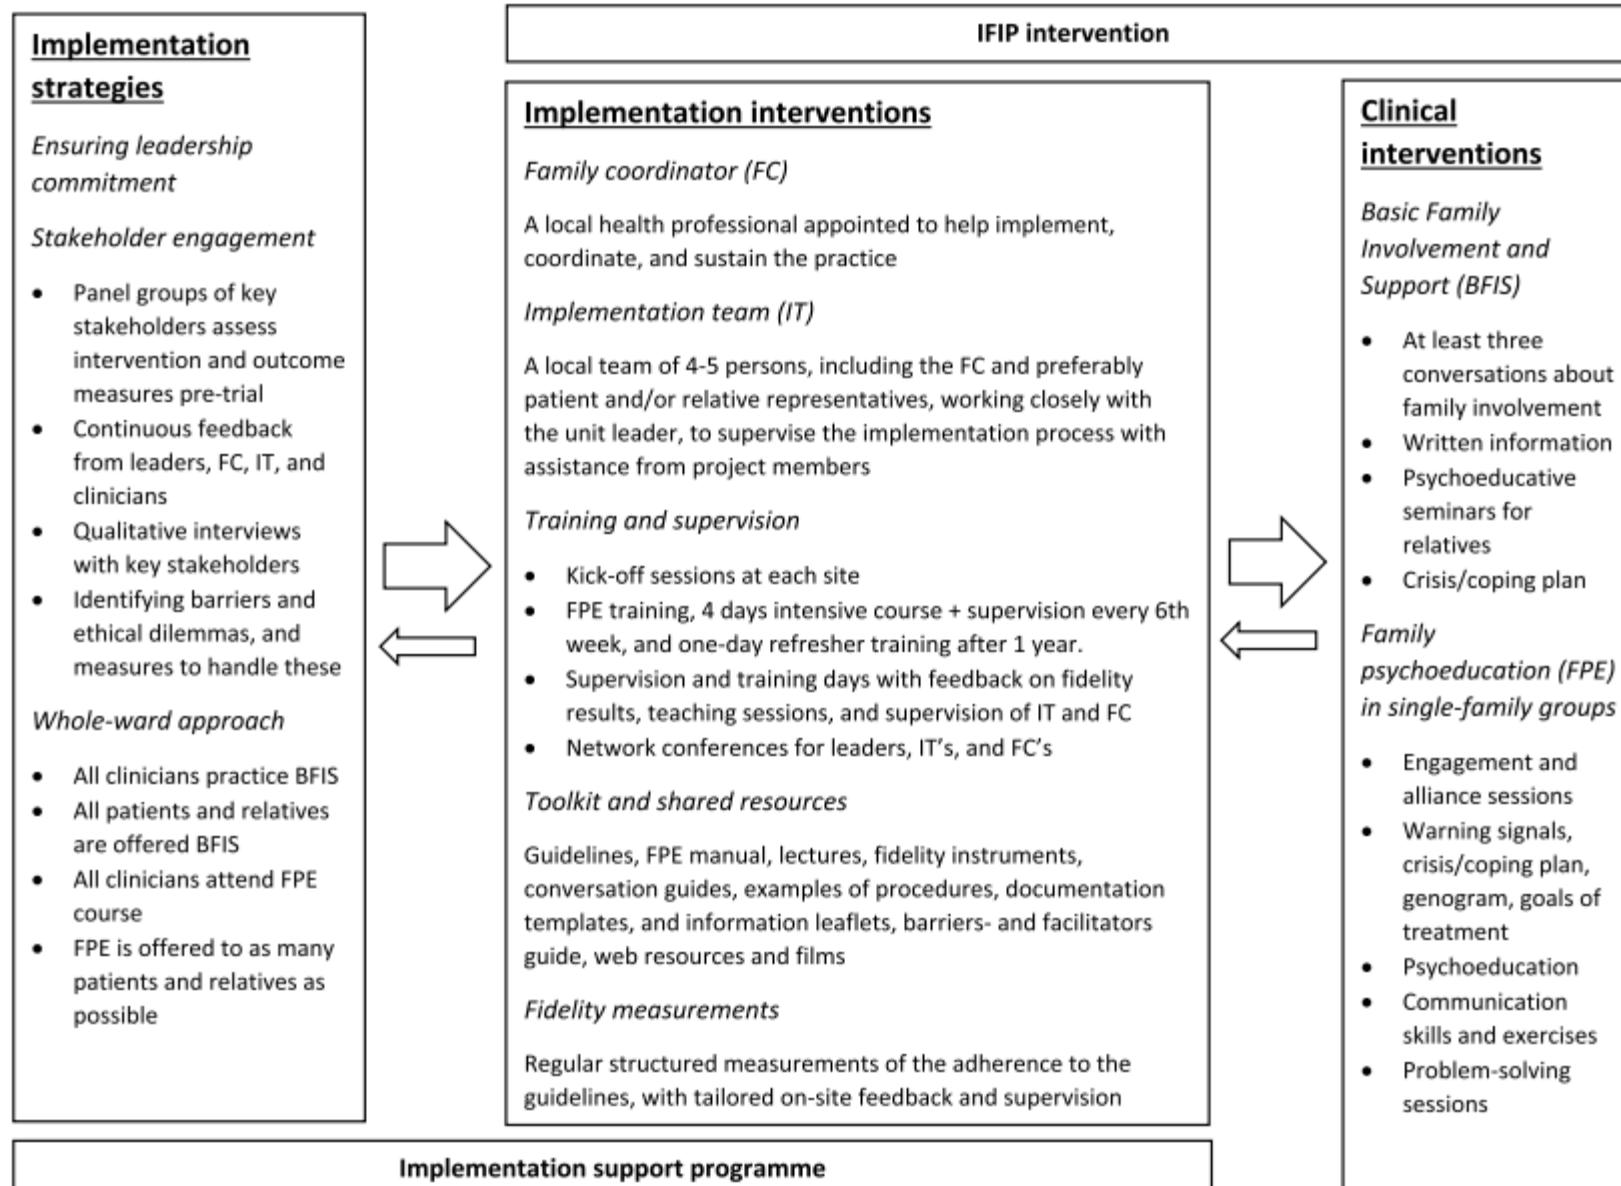 Implementation
strategies
Ensuring leadership
commitment
Stakeholder engagement
• Panel groups of key
stakeholders assess
intervention and outcome
measures pre-trial
• Continuous feedback
from leaders, FC, IT, and
clinicians
• Qualitative interviews
with key stakeholders
• Identifying barriers and
ethical dilemmas, and
measures to handle these
Whole-ward approach
• All clinicians practice BFIS
• All patients and relatives
are offered BFIS
• All clinicians attend FPE
course
• FPE is offered to as many
patients and relatives as
possible
IFIP intervention
Implementation interventions
Family coordinator (FC)
A local health professional appointed to help implement,
coordinate, and sustain the practice
Implementation team (IT)
A local team of 4-5 persons, including the FC and preferably
patient and/or relative representatives, working closely with
the unit leader, to supervise the implementation process with
assistance from project members
Training and supervision
• Kick-off sessions at each site
• FPE training, 4 days intensive course + supervision every 6th
week, and one-day refresher training after 1 year.
• Supervision and training days with feedback on fidelity
results, teaching sessions, and supervision of IT and FC
• Network conferences for leaders, IT's, and FC's
Toolkit and shared resources
Guidelines, FPE manual, lectures, fidelity instruments,
conversation guides, examples of procedures, documentation
templates, and information leaflets, barriers- and facilitators
guide, web resources and films
Fidelity measurements
Regular structured measurements of the adherence to the
guidelines, with tailored on-site feedback and supervision
Clinical
interventions
Basic Family
Involvement and
Support (BFIS)
• At least three
conversations about
family involvement
• Written information
• Psychoeducative
seminars for
relatives
• Crisis/coping plan
Family
psychoeducation (FPE)
in single-family groups
• Engagement and
alliance sessions
• Warning signals,
crisis/coping plan,
genogram, goals of
treatment
• Psychoeducation
• Communication
skills and exercises
• Problem-solving
sessions
Implementation support programme